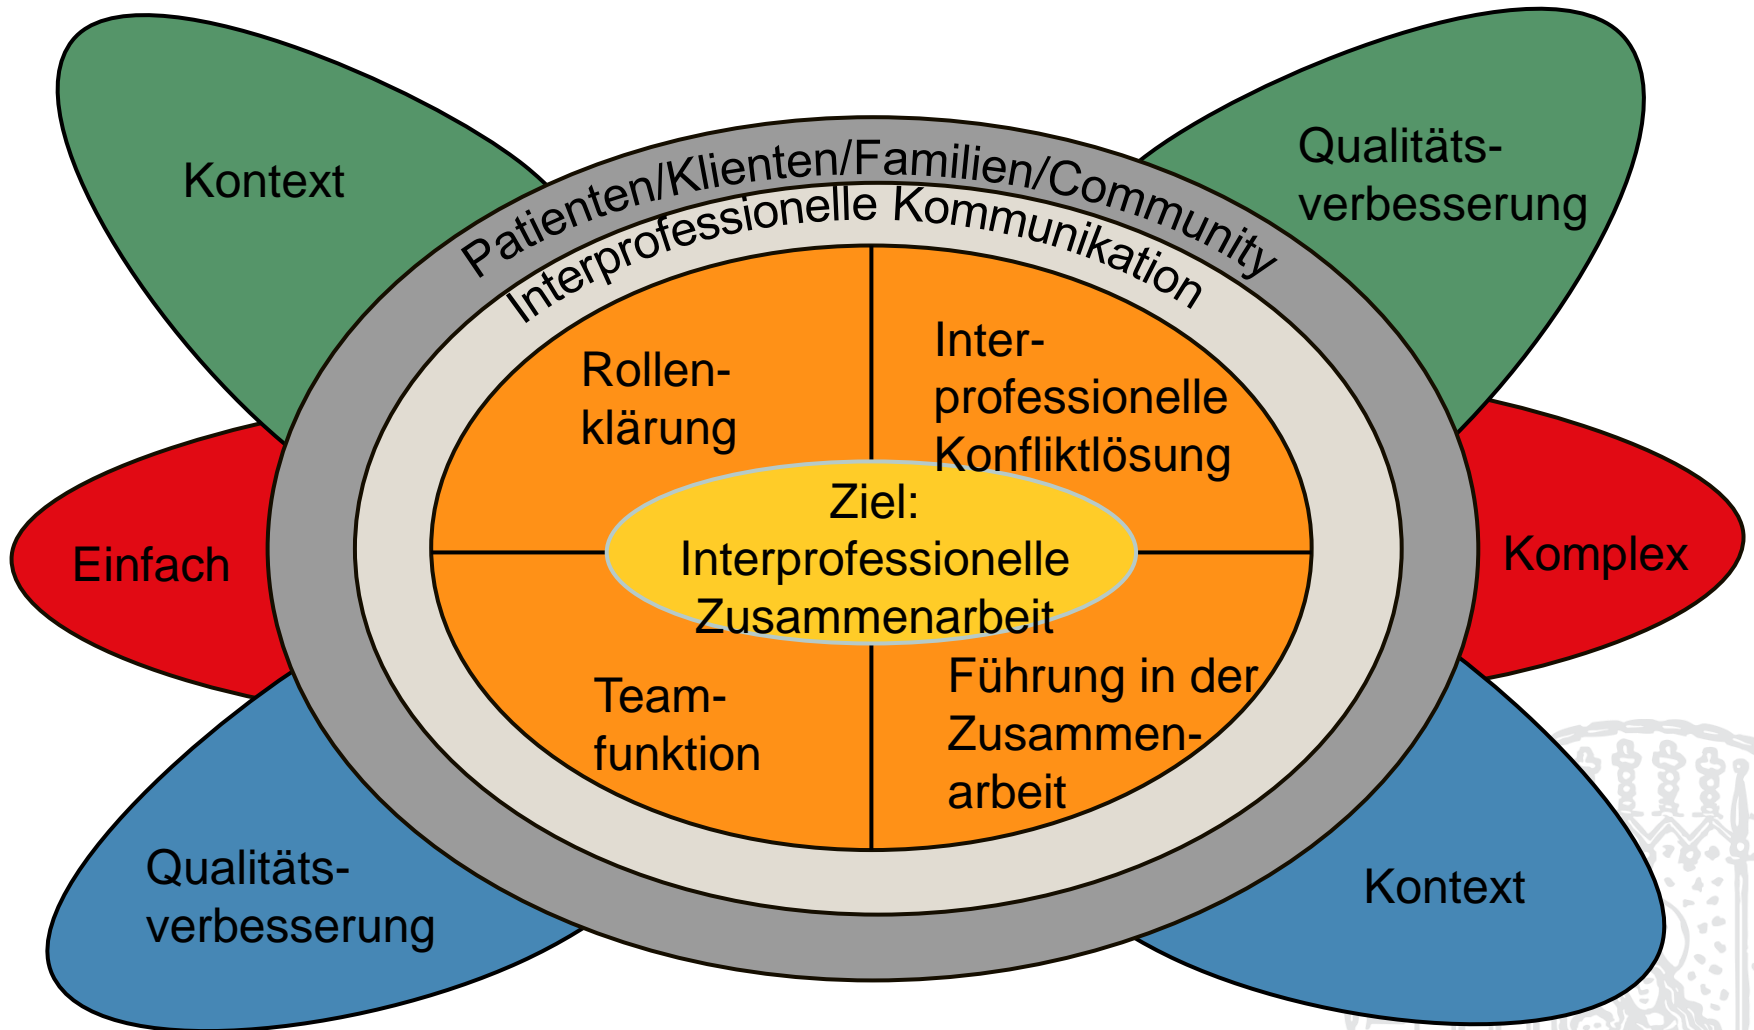 Kontext
Qualitäts-
verbesserung
Patienten/Klienten/Familien/Community
Interprofessionelle Kommunikation
Rollen-
klärung
Inter-
professionelle
Konfliktlösung
Einfach
Ziel:
Interprofessionelle
Zusammenarbeit
Komplex
Team-
funktion
Führung in der
Zusammen-
arbeit
Qualitäts-
verbesserung
Kontext